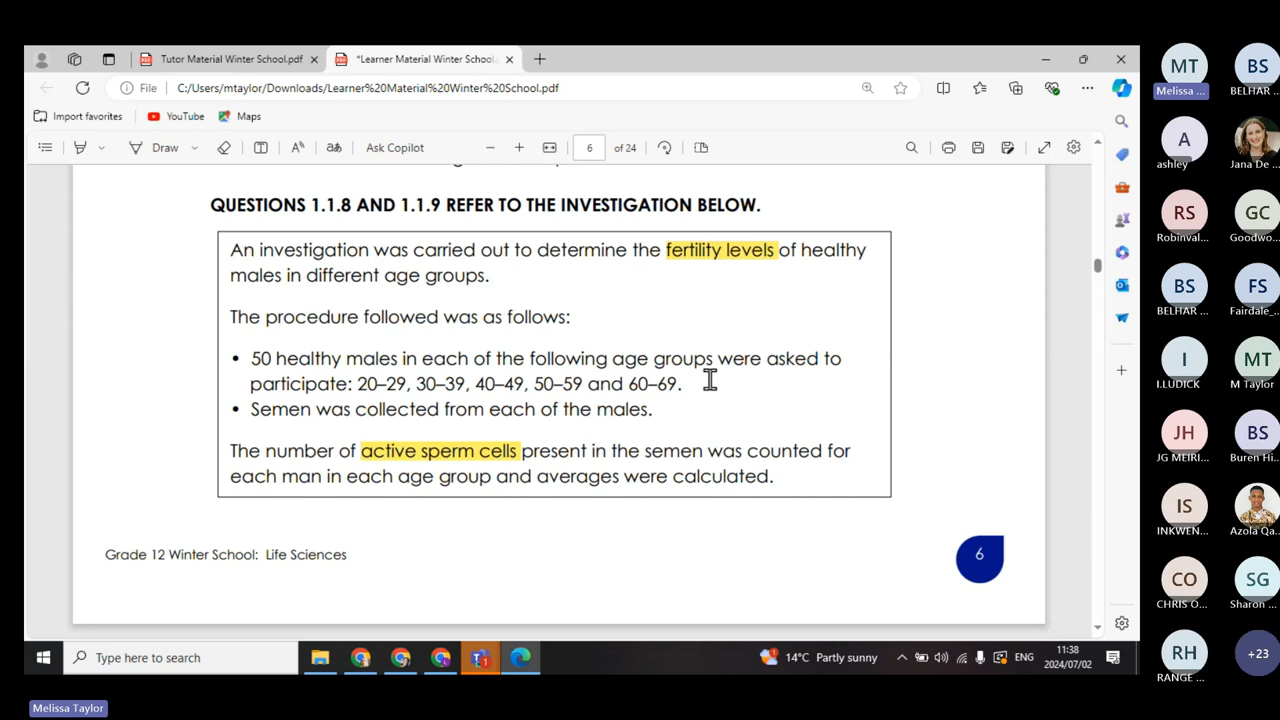 Tutor Material Winter School.pdf
*Learner Material Winter School.
File C:/Users/mtaylor/Downloads/Learner%20Material%20Winter%20School.pdf
Import favorites YouTube Maps
Draw aあ Ask Copilot 6 of 24
QUESTIONS 1.1.8 AND 1.1.9 REFER TO THE INVESTIGATION BELOW.
An investigation was carried out to determine the fertility levels of healthy
males in different age groups.
The procedure followed was as follows:
• 50 healthy males in each of the following age groups were asked to
participate: 20–29, 30–39, 40–49, 50–59 and 60–69.
• Semen was collected from each of the males.
The number of active sperm cells present in the semen was counted for
each man in each age group and averages were calculated.
Grade 12 Winter School: Life Sciences
6
Type here to search
14°C Partly sunny
ENG
11:38
2024/07/02
Melissa Taylor
MT
Melissa ...
BS
BELHAR ...
A
ashley
Jana De ...
RS
Robinval...
GC
Goodwo...
BS
BELHAR ...
FS
Fairdale_...
I
I.LUDICK
MT
M Taylor
JH
JG MEIRI...
BS
Buren Hi...
IS
INKWEN...
Azola Qa...
CO
CHRIS O...
SG
Sharon ...
RH
RANGE ...
+23